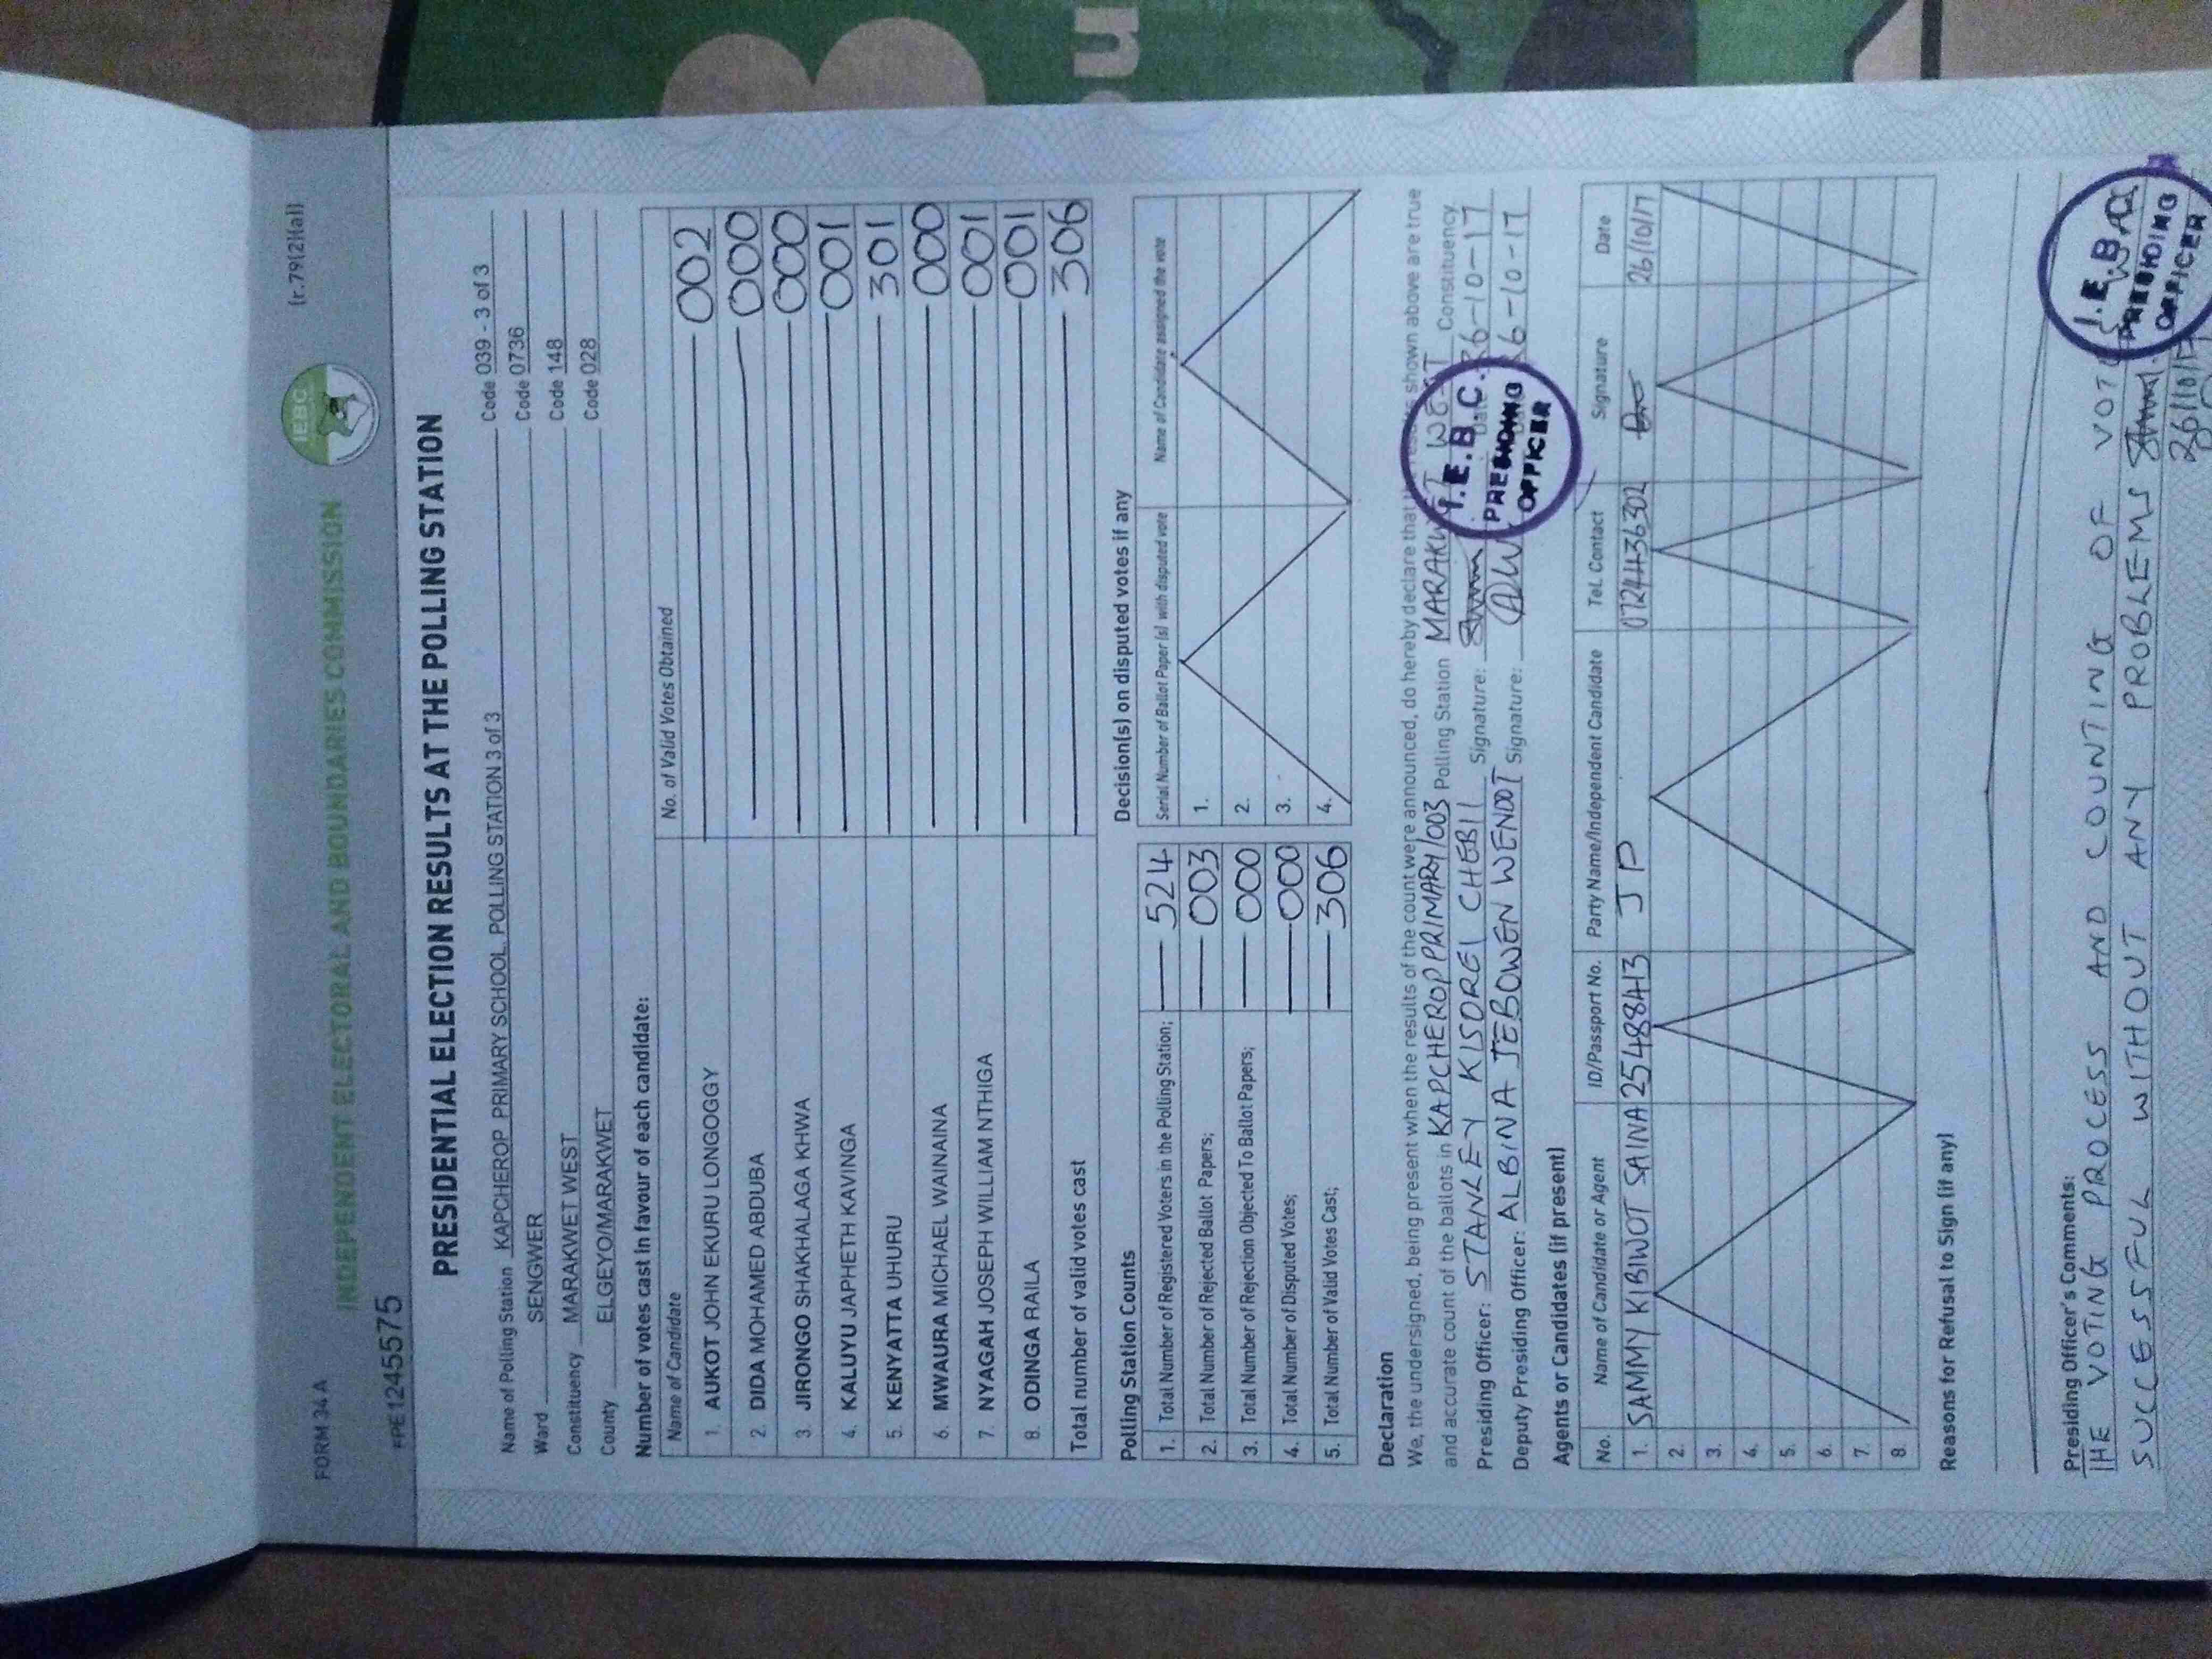 FORM 34 A
(r.79(2)(a))
IEBC
INDEPENDENT ELECTORAL AND BOUNDARIES COMMISSION
PE1245575
PRESIDENTIAL ELECTION RESULTS AT THE POLLING STATION
Name of Polling Station KAPCHEROP PRIMARY SCHOOL POLLING STATION 3 of 3 Code 039 - 3 of 3
Ward SENGWER Code 0736
Constituency MARAKWET WEST Code 148
County ELGEYO/MARAKWET Code 028
Number of votes cast in favour of each candidate:
Name of Candidate No. of Valid Votes Obtained
1. AUKOT JOHN EKURU LONGOGGY 002
2. DIDA MOHAMED ABDUBA 000
3. JIRONGO SHAKHALAGA KHWA 000
4. KALUYU JAPHETH KAVINGA 001
5. KENYATTA UHURU 301
6. MWAURA MICHAEL WAINAINA 000
7. NYAGAH JOSEPH WILLIAM NTHIGA 001
8. ODINGA RAILA 001
Total number of valid votes cast 306
Polling Station Counts
1. Total Number of Registered Voters in the Polling Station; 524
2. Total Number of Rejected Ballot Papers; 003
3. Total Number of Rejection Objected To Ballot Papers; 000
4. Total Number of Disputed Votes; 000
5. Total Number of Valid Votes Cast; 306
Decision(s) on disputed votes if any
Serial Number of Ballot Paper (s) with disputed vote Name of Candidate assigned the vote
1.
2.
3.
4.
Declaration
We, the undersigned, being present when the results of the count were announced, do hereby declare that the results shown above are true
and accurate count of the ballots in KAPCHEROP PRIMARY/003 Polling Station MARAKWET WEST Constituency
Presiding Officer: STANLEY KISOREI CHEBII Signature: Date 26-10-17
Deputy Presiding Officer: ALBINA JEBOWEN WENDOT Signature: 26-10-17
I.E.B.C.
PRESIDING
OFFICER
Agents or Candidates (if present)
No. Name of Candidate or Agent ID/Passport No. Party Name/Independent Candidate Tel. Contact Signature Date
1. SAMMY KIBIWOT SAINA 25488413 JP 0724436302 26/10/17
2.
3.
4.
5.
6.
7.
8.
Reasons for Refusal to Sign (if any)
Presiding Officer's Comments:
THE VOTING PROCESS AND COUNTING OF VOTES WAS
SUCCESSFUL WITHOUT ANY PROBLEMS
26/10/17
I.E.B.C
PRESIDING
OFFICER